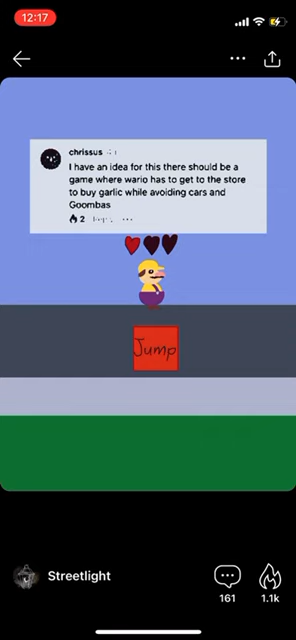 12:17
chrissus
I have an idea for this there should be a
game where wario has to get to the store
to buy garlic while avoiding cars and
Goombas
2
Jump
Streetlight
161
1.1k